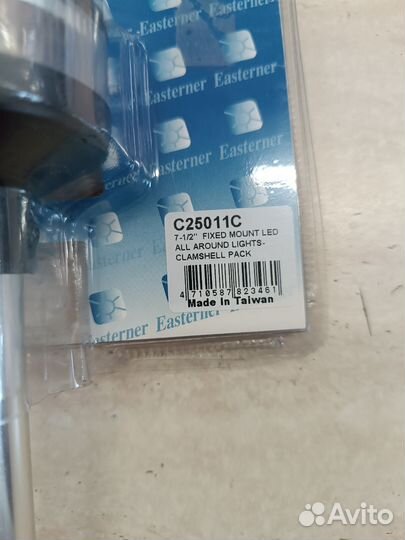 Easterner Easterner
Easterner Easterner
C25011C
7-1/2" FIXED MOUNT LED
ALL AROUND LIGHTS-
CLAMSHELL PACK
4 710587 823461
Made In Taiwan
Easterner Easterner
Avito